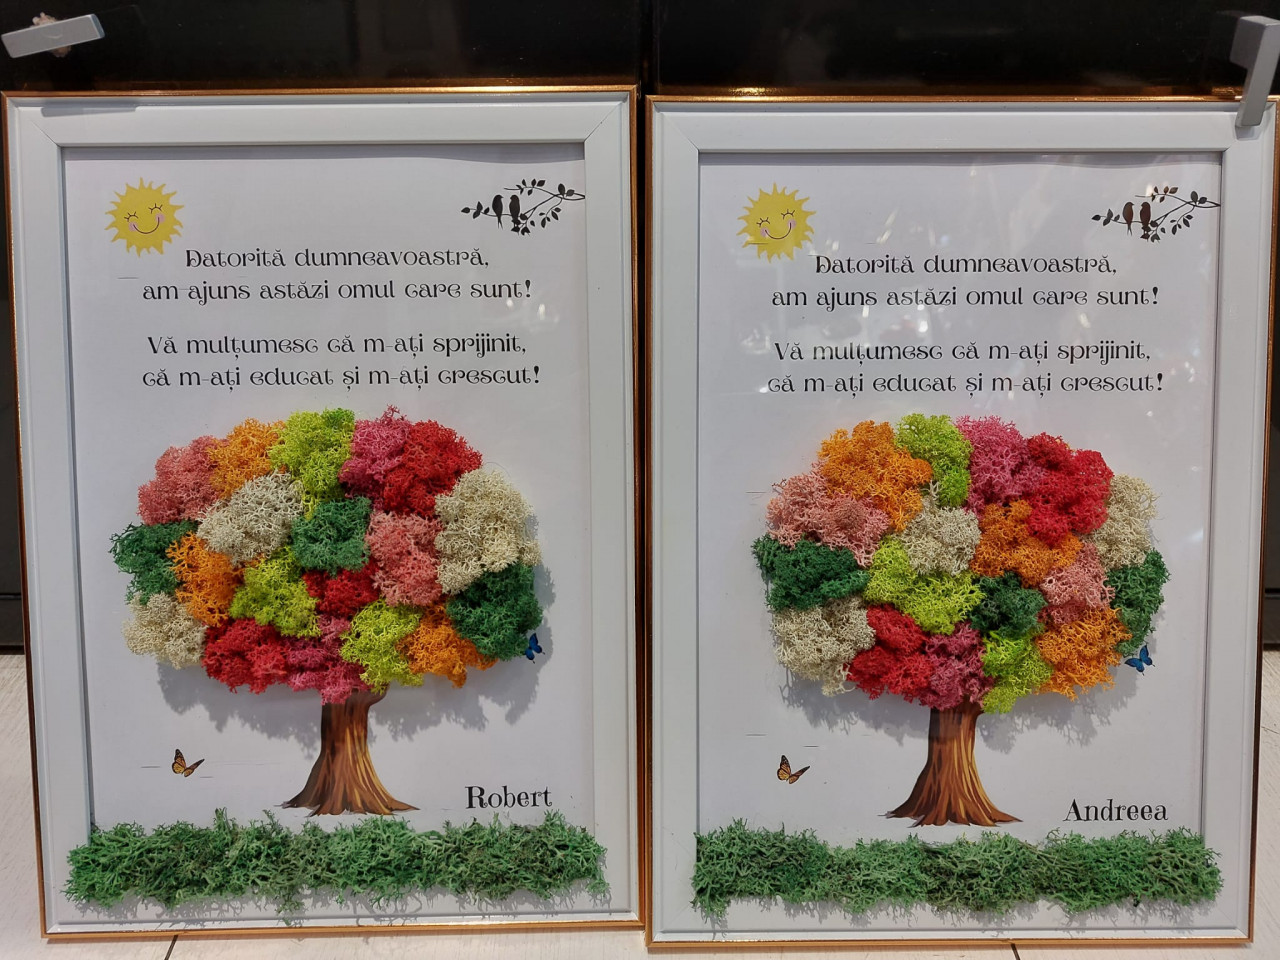 Datorită dumneavoastră,
am ajuns astăzi omul care sunt!
Vă mulțumesc că m-ați sprijinit,
că m-ați educat și m-ați crescut!
Robert
Datorită dumneavoastră,
am ajuns astăzi omul care sunt!
Vă mulțumesc că m-ați sprijinit,
că m-ați educat și m-ați crescut!
Andreea